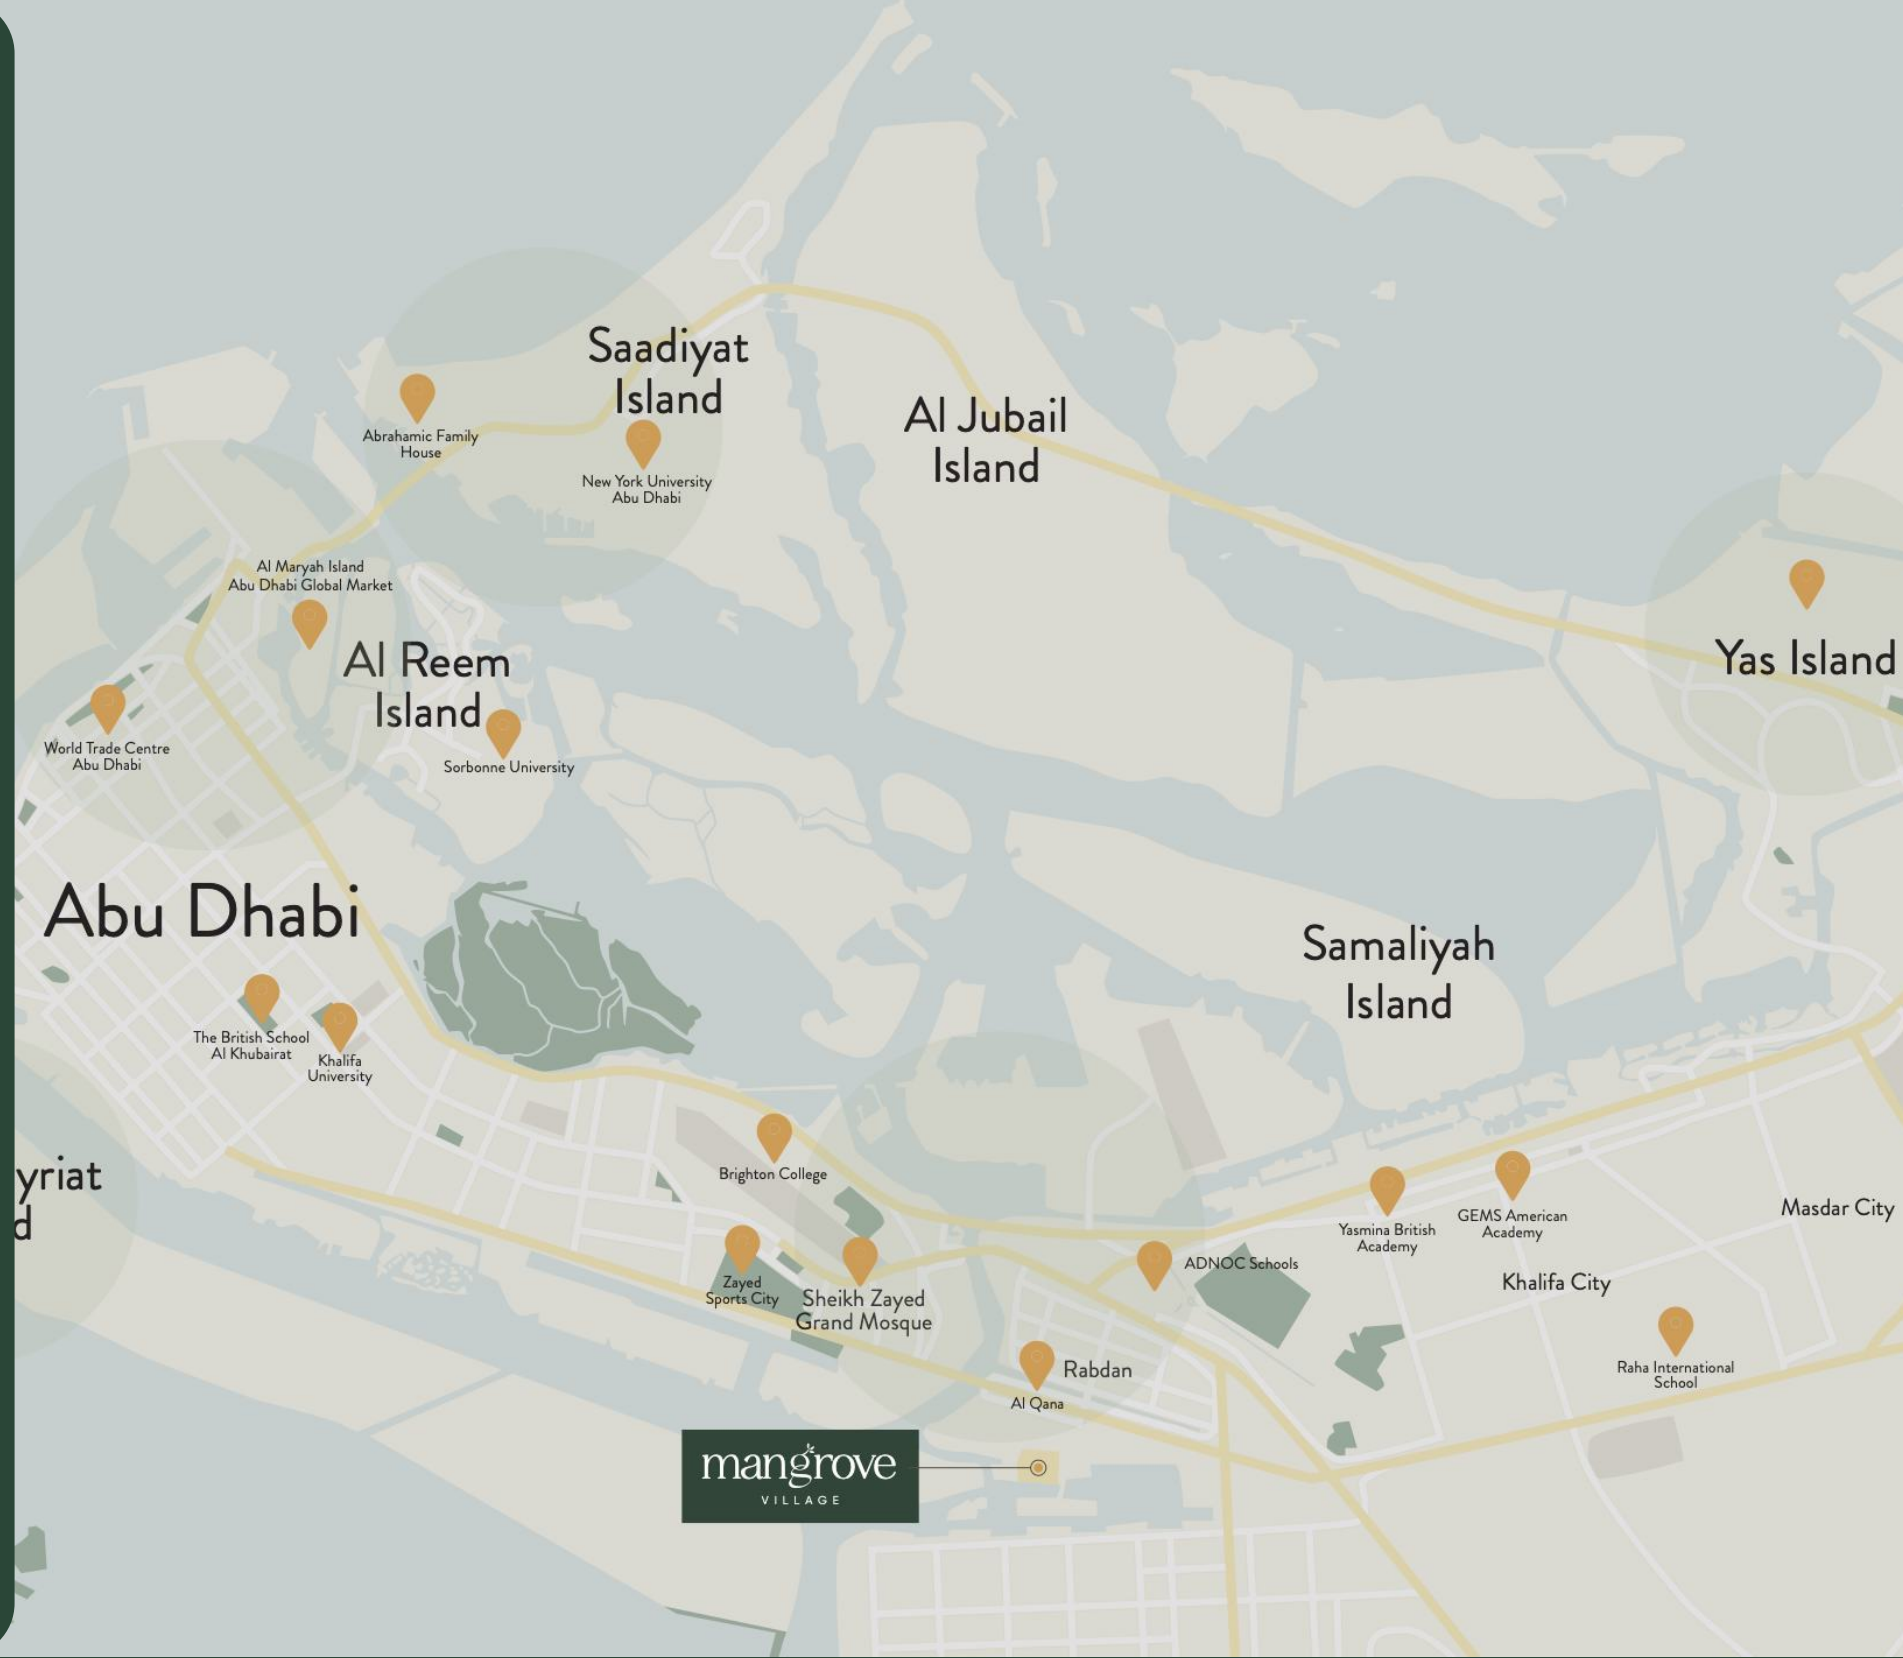 Saadiyat
Island
Al Jubail
Island
Abrahamic Family
House
New York University
Abu Dhabi
Al Maryah Island
Abu Dhabi Global Market
Al Reem
Island
Yas Island
World Trade Centre
Abu Dhabi
Sorbonne University
Abu Dhabi
Samaliyah
Island
The British School
Al Khubairat
Khalifa
University
yriat
d
Brighton College
Yasmina British
Academy
GEMS American
Academy
Masdar City
Zayed
Sports City
Sheikh Zayed
Grand Mosque
ADNOC Schools
Khalifa City
Rabdan
Al Qana
Raha International
School
mangrove
VILLAGE